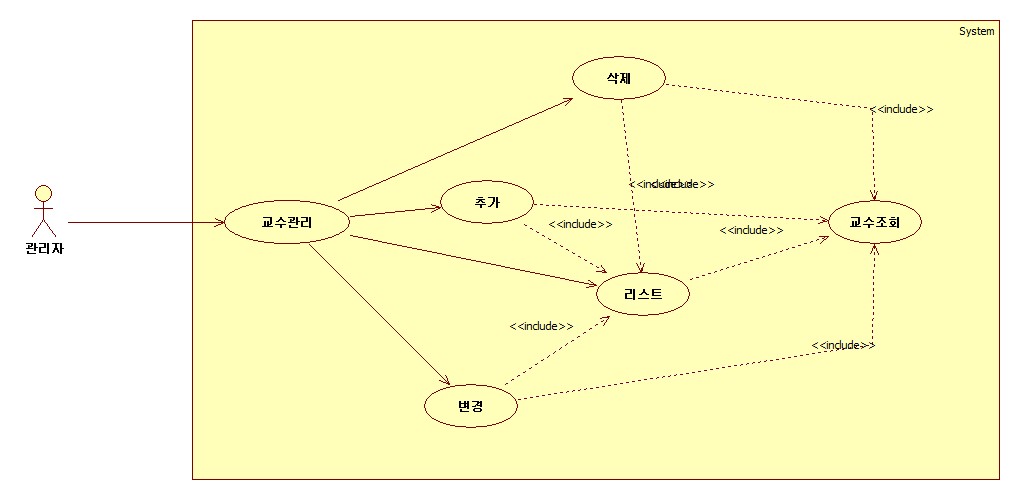 System
삭제
<<include>>
<<include>>
<<include>>
추가
교수관리
교수조회
<<include>>
<<include>>
관리자
리스트
<<include>>
<<include>>
변경